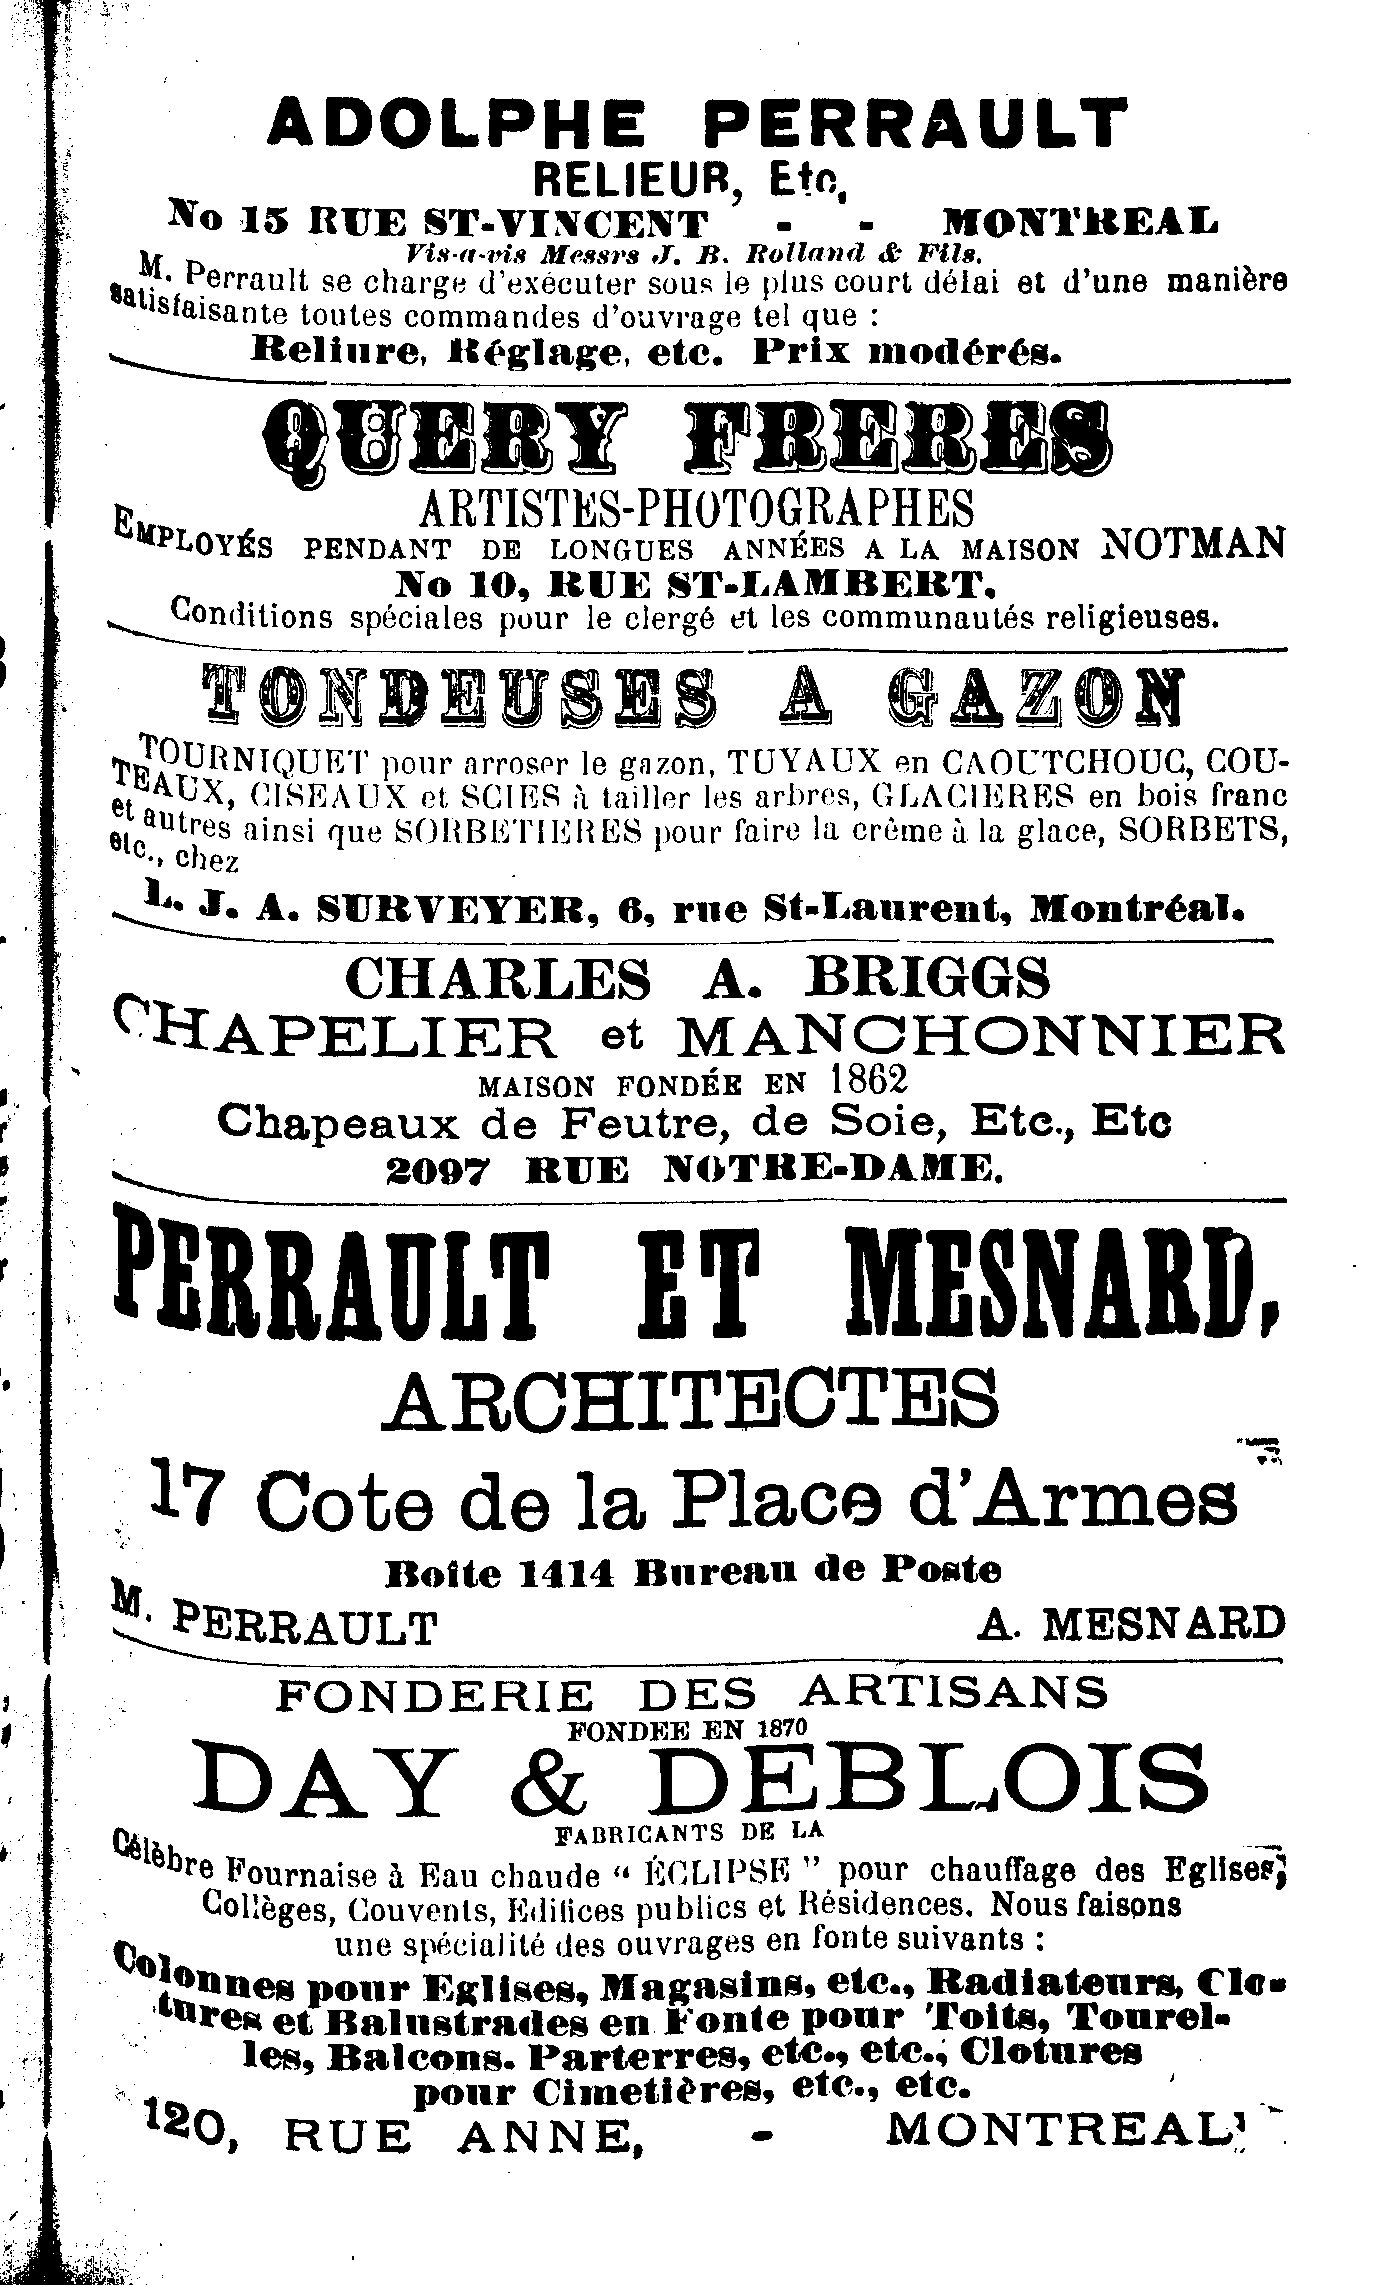 ADOLPHE PERRAULT
RELIEUR, Etc,
No 15 RUE ST-VINCENT - - MONTREAL
Vis-a-vis Messrs J. B. Rolland & Fils.
M. Perrault se charge d'exécuter sous le plus court délai et d'une manière
satisfaisante toutes commandes d'ouvrage tel que :
Reliure, Réglage, etc. Prix modérés.
QUERY FRERES
ARTISTES-PHOTOGRAPHES
EMPLOYÉS PENDANT DE LONGUES ANNÉES A LA MAISON NOTMAN
No 10, RUE ST-LAMBERT.
Conditions spéciales pour le clergé et les communautés religieuses.
TONDEUSES A GAZON
TOURNIQUET pour arroser le gazon, TUYAUX en CAOUTCHOUC, COU-
TEAUX, CISEAUX et SCIES à tailler les arbres, GLACIERES en bois franc
et autres ainsi que SORBETIERES pour faire la crême à la glace, SORBETS,
etc., chez
L. J. A. SURVEYER, 6, rue St-Laurent, Montréal.
CHARLES A. BRIGGS
CHAPELIER et MANCHONNIER
MAISON FONDÉE EN 1862
Chapeaux de Feutre, de Soie, Etc., Etc
2097 RUE NOTRE-DAME.
PERRAULT ET MESNARD,
ARCHITECTES
17 Cote de la Place d'Armes
Boîte 1414 Bureau de Poste
M. PERRAULT A. MESNARD
FONDERIE DES ARTISANS
FONDEE EN 1870
DAY & DEBLOIS
FABRICANTS DE LA
Célèbre Fournaise à Eau chaude " ÉCLIPSE " pour chauffage des Eglises,
Collèges, Couvents, Edifices publics et Résidences. Nous faisons
une spécialité des ouvrages en fonte suivants :
Colonnes pour Eglises, Magasins, etc., Radiateurs, Clo-
tures et Balustrades en Fonte pour Toits, Tourel-
les, Balcons. Parterres, etc., etc., Clotures
pour Cimetières, etc., etc.
120, RUE ANNE, - MONTREAL